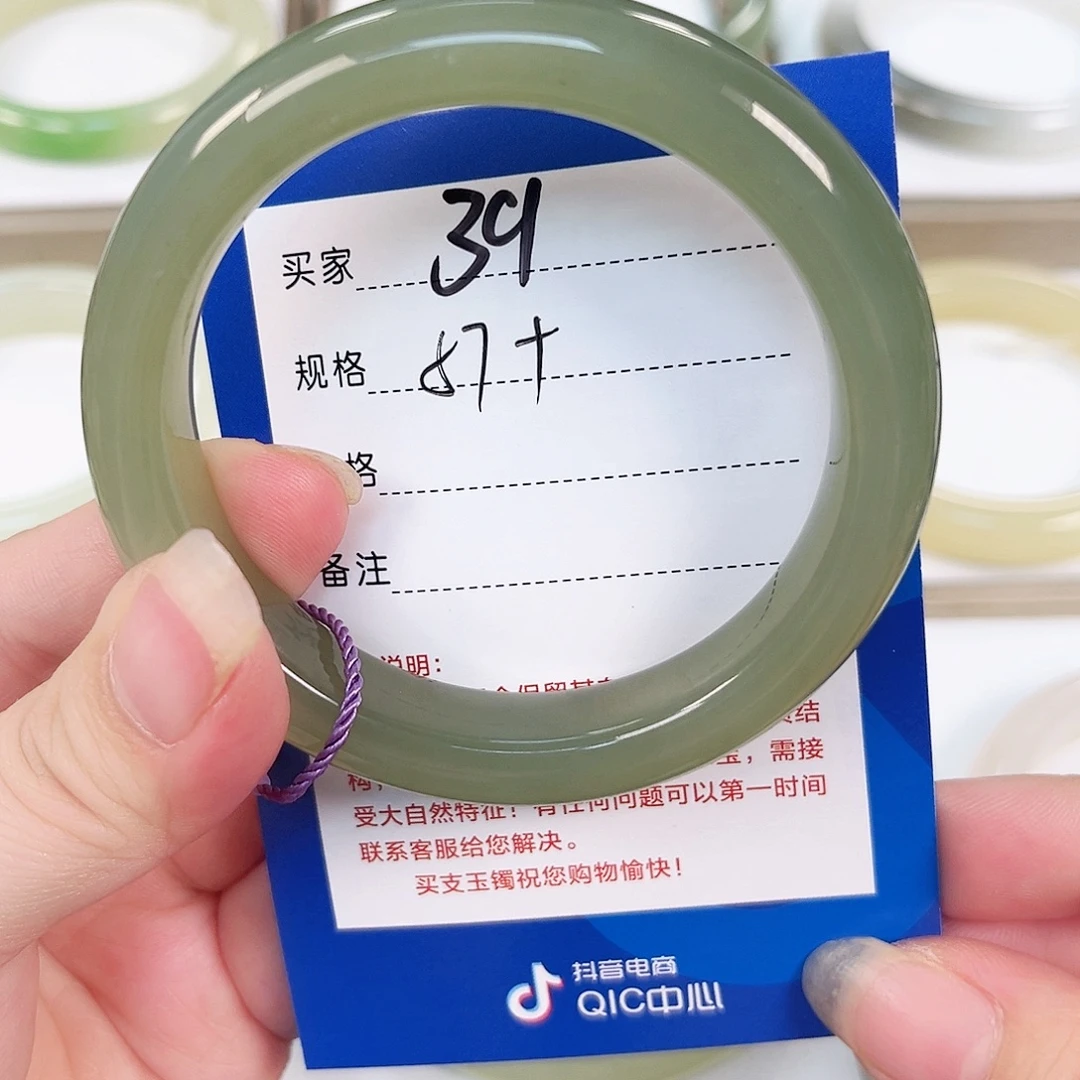 买家 39
规格 57+
格
备注
说明：
结
宝，需接
受大自然特征！有任何问题可以第一时间
联系客服给您解决。
买支玉镯祝您购物愉快！
抖音电商
QIC中心